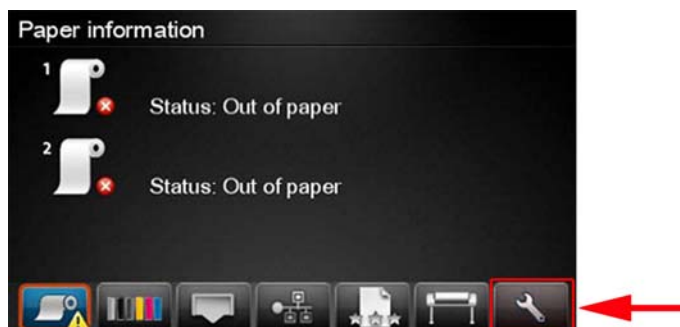 Paper information
1
Status: Out of paper
2
Status: Out of paper